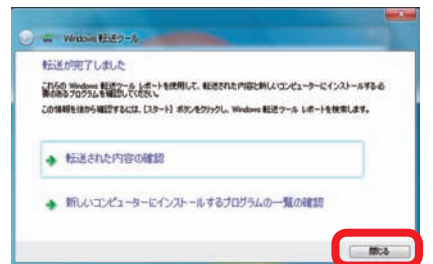 Windows 転送ツール
転送が完了しました
これらの Windows 転送ツール レポートを使用して、転送された内容と新しいコンピューターにインストールする必
要のあるプログラムを確認してください。
この情報を後から確認するには、[スタート] ボタンをクリックし、Windows 転送ツール レポートを検索します。
転送された内容の確認
新しいコンピューターにインストールするプログラムの一覧の確認
閉じる